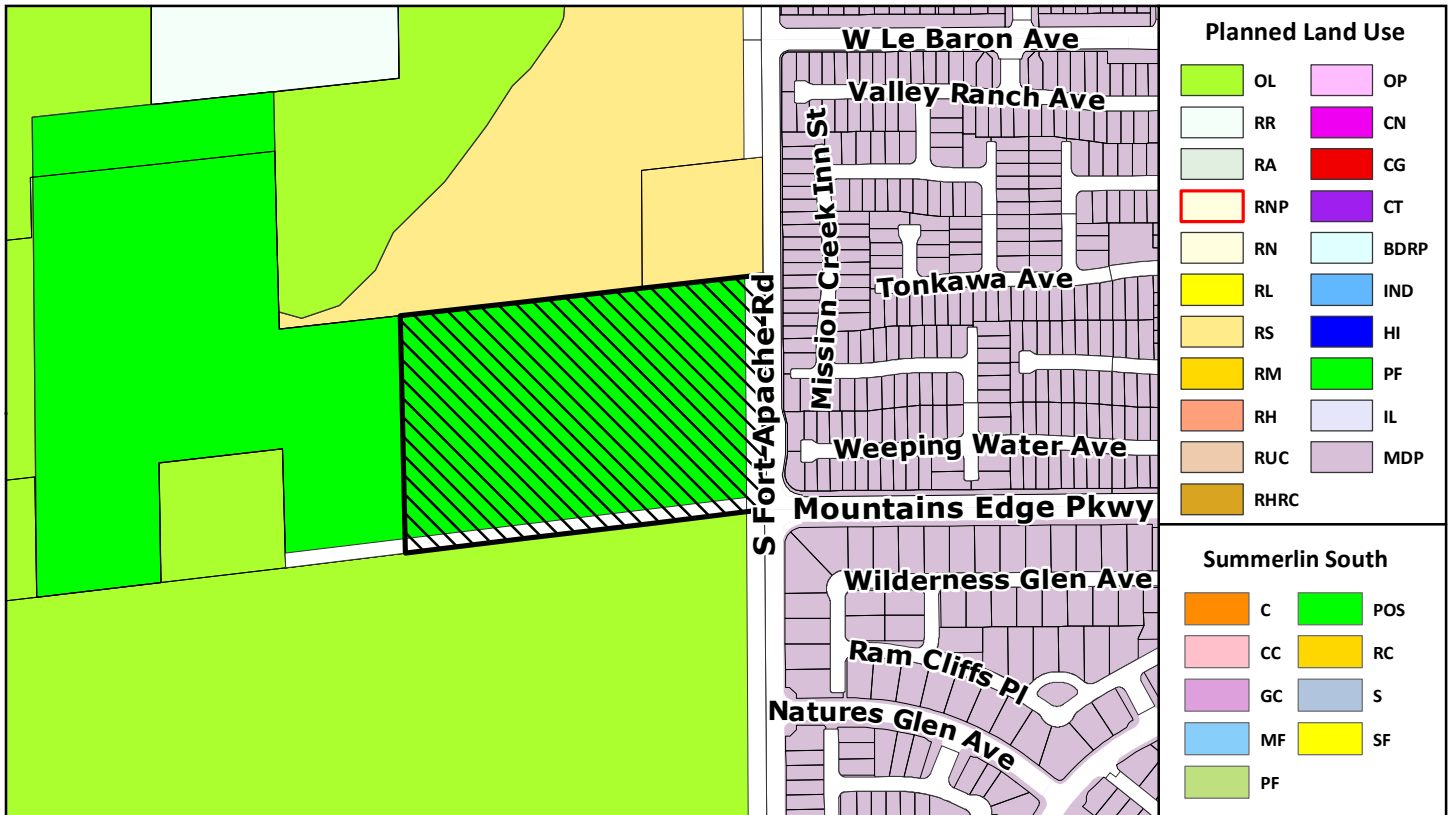 W Le Baron Ave
Valley Ranch Ave
Mission Creek Inn St
Tonkawa Ave
S Fort Apache Rd
Weeping Water Ave
Mountains Edge Pkwy
Wilderness Glen Ave
Ram Cliffs Pl
Natures Glen Ave
Planned Land Use
OL OP
RR CN
RA CG
RNP CT
RN BDRP
RL IND
RS HI
RM PF
RH IL
RUC MDP
RHRC
Summerlin South
C POS
CC RC
GC S
MF SF
PF